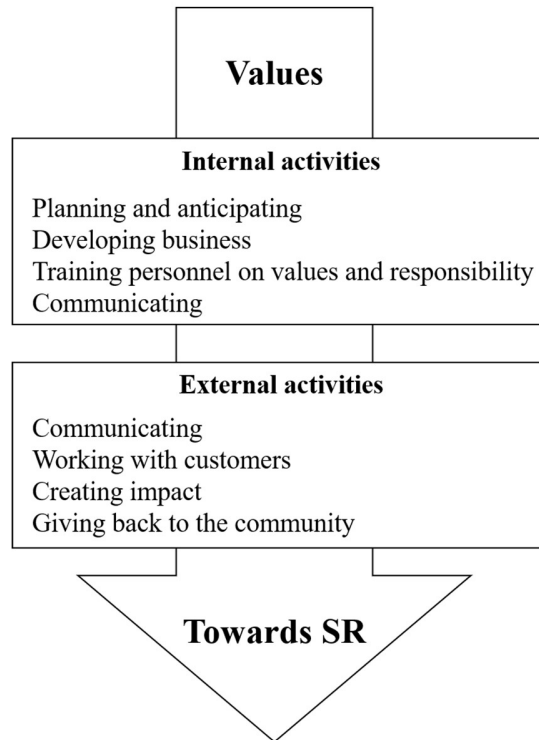 Values
Internal activities
Planning and anticipating
Developing business
Training personnel on values and responsibility
Communicating
External activities
Communicating
Working with customers
Creating impact
Giving back to the community
Towards SR